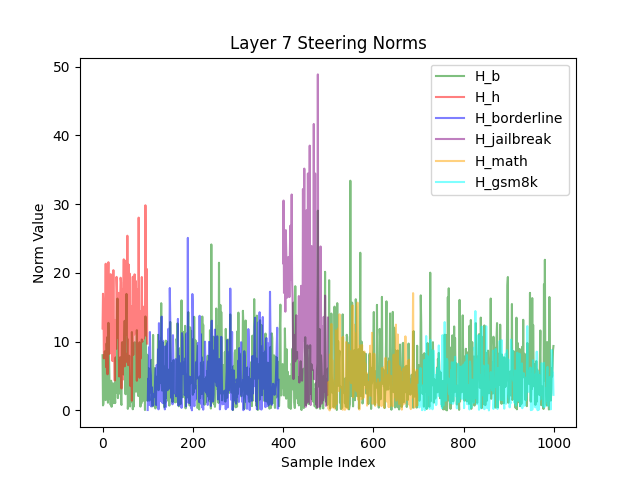 Layer 7 Steering Norms
Norm Value
50
40
30
20
10
0
H_b
H_h
H_borderline
H_jailbreak
H_math
H_gsm8k
0 200 400 600 800 1000
Sample Index